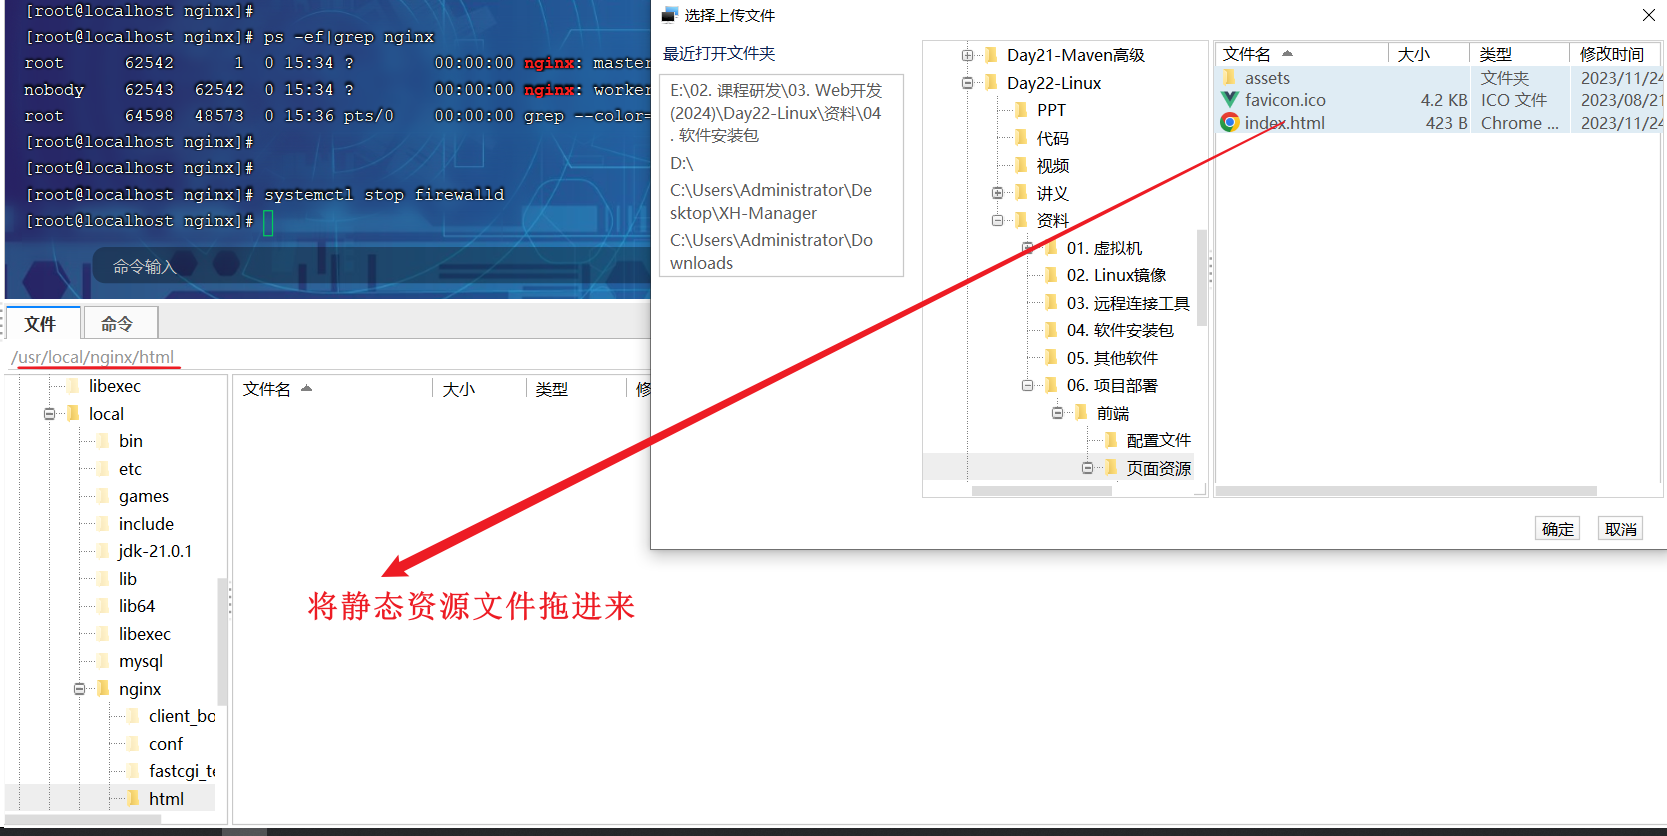 [root@localhost nginx]#
[root@localhost nginx]# ps -ef|grep nginx
root 62542 1 0 15:34 ? 00:00:00 nginx: master
nobody 62543 62542 0 15:34 ? 00:00:00 nginx: worker
root 64598 48573 0 15:36 pts/0 00:00:00 grep --color=
[root@localhost nginx]#
[root@localhost nginx]#
[root@localhost nginx]# systemctl stop firewalld
[root@localhost nginx]#
命令输入
文件 命令
/usr/local/nginx/html
libexec
local
bin
etc
games
include
jdk-21.0.1
lib
lib64
libexec
mysql
nginx
client_bo
conf
fastcgi_te
html
文件名 大小 类型 修
将静态资源文件拖进来
选择上传文件
最近打开文件夹
E:\02. 课程研发\03. Web开发
(2024)\Day22-Linux\资料\04
. 软件安装包
D:\
C:\Users\Administrator\De
sktop\XH-Manager
C:\Users\Administrator\Do
wnloads
Day21-Maven高级
Day22-Linux
PPT
代码
视频
讲义
资料
01. 虚拟机
02. Linux镜像
03. 远程连接工具
04. 软件安装包
05. 其他软件
06. 项目部署
前端
配置文件
页面资源
文件名 大小 类型 修改时间
assets 文件夹 2023/11/24
favicon.ico 4.2 KB ICO 文件 2023/08/21
index.html 423 B Chrome ... 2023/11/24
确定 取消